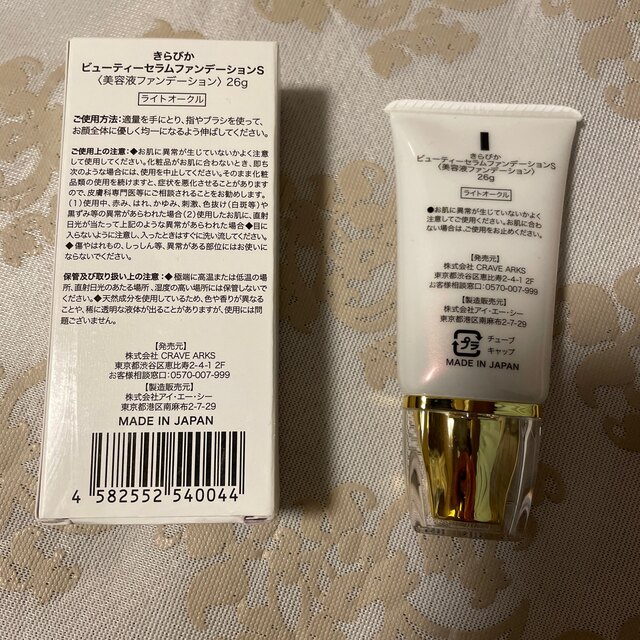 きらぴか
ビューティーセラムファンデーションS
〈美容液ファンデーション〉 26g
ライトオークル
ご使用方法:適量を手にとり、指やブラシを使って、
お顔全体に優しく均一になるよう伸ばしてください。
ご使用上の注意:◆お肌に異常が生じていないかよく注意
して使用してください。化粧品がお肌に合わないとき、即ち
次のような場合には、使用を中止してください。そのまま化粧
品類の使用を続けますと、症状を悪化させることがあります
ので、皮膚科専門医等にご相談されることをお勧めします。
(1)使用中、赤み、はれ、かゆみ、刺激、色抜け(白斑等)や
黒ずみ等の異常があらわれた場合(2)使用したお肌に、直射
日光が当たって上記のような異常があらわれた場合◆目に
入らないように注意し、入ったときはすぐに洗い流してください。
◆傷やはれもの、しっしん等、異常がある部位にはお使いに
ならないでください。
保管及び取り扱い上の注意:◆極端に高温または低温の場
所、直射日光のあたる場所、湿度の高い場所には保管しないで
ください。◆天然成分を使用しているため、色や香りが異なる
ことや、稀に透明な液体が出ることがありますが、使用には問
題ございません。
【発売元】
株式会社 CRAVE ARKS
東京都渋谷区恵比寿2-4-1 2F
お客様相談窓口:0570-007-999
【製造販売元】
株式会社アイ・エー・シー
東京都港区南麻布2-7-29
MADE IN JAPAN
4 582552 540044
きらぴか
ビューティーセラムファンデーションS
〈美容液ファンデーション〉
26g
ライトオークル
●お肌に異常が生じていないかよく
注意してご使用ください。お肌に合わ
ない場合は、ご使用をお止めください。
【発売元】
株式会社 CRAVE ARKS
東京都渋谷区恵比寿2-4-1 2F
お客様相談窓口:0570-007-999
【製造販売元】
株式会社アイ・エー・シー
東京都港区南麻布2-7-29
プラ
チューブ
キャップ
MADE IN JAPAN